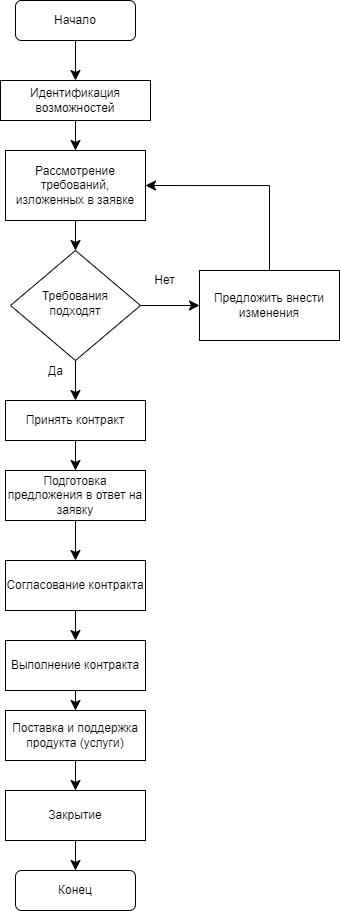 Начало
Идентификация
возможностей
Рассмотрение
требований,
изложенных в заявке
Нет
Требования
подходят
Предложить внести
изменения
Да
Принять контракт
Подготовка
предложения в ответ на
заявку
Согласование контракта
Выполнение контракта
Поставка и поддержка
продукта (услуги)
Закрытие
Конец